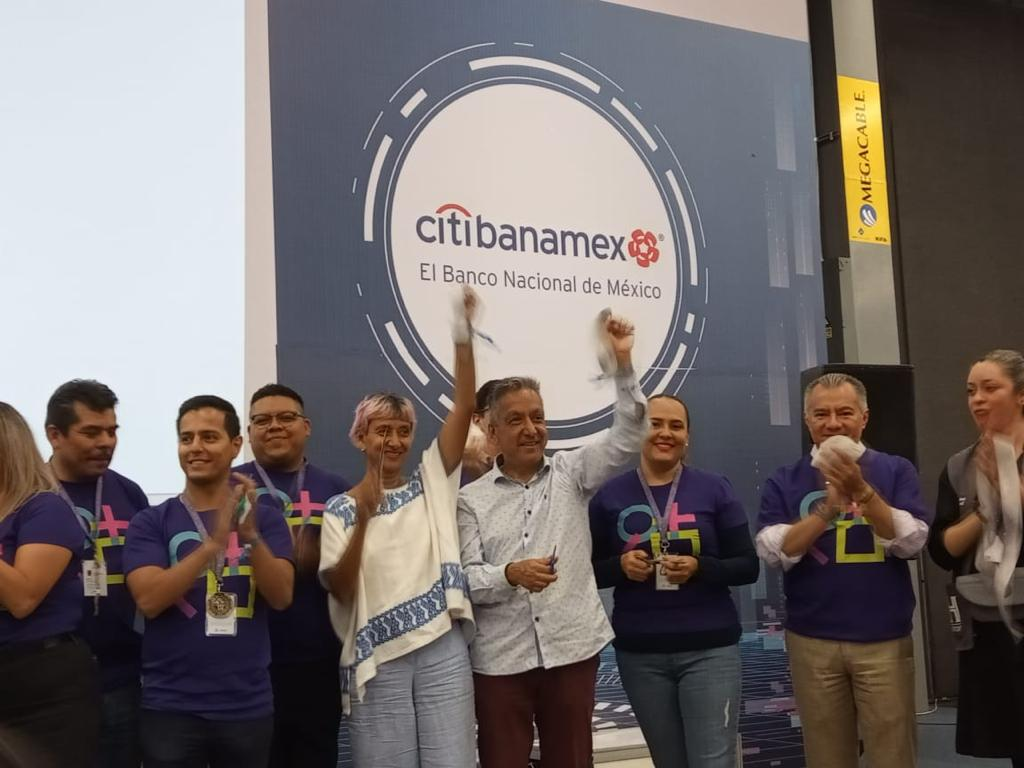 citibanamex®
El Banco Nacional de México
MEGACABLE